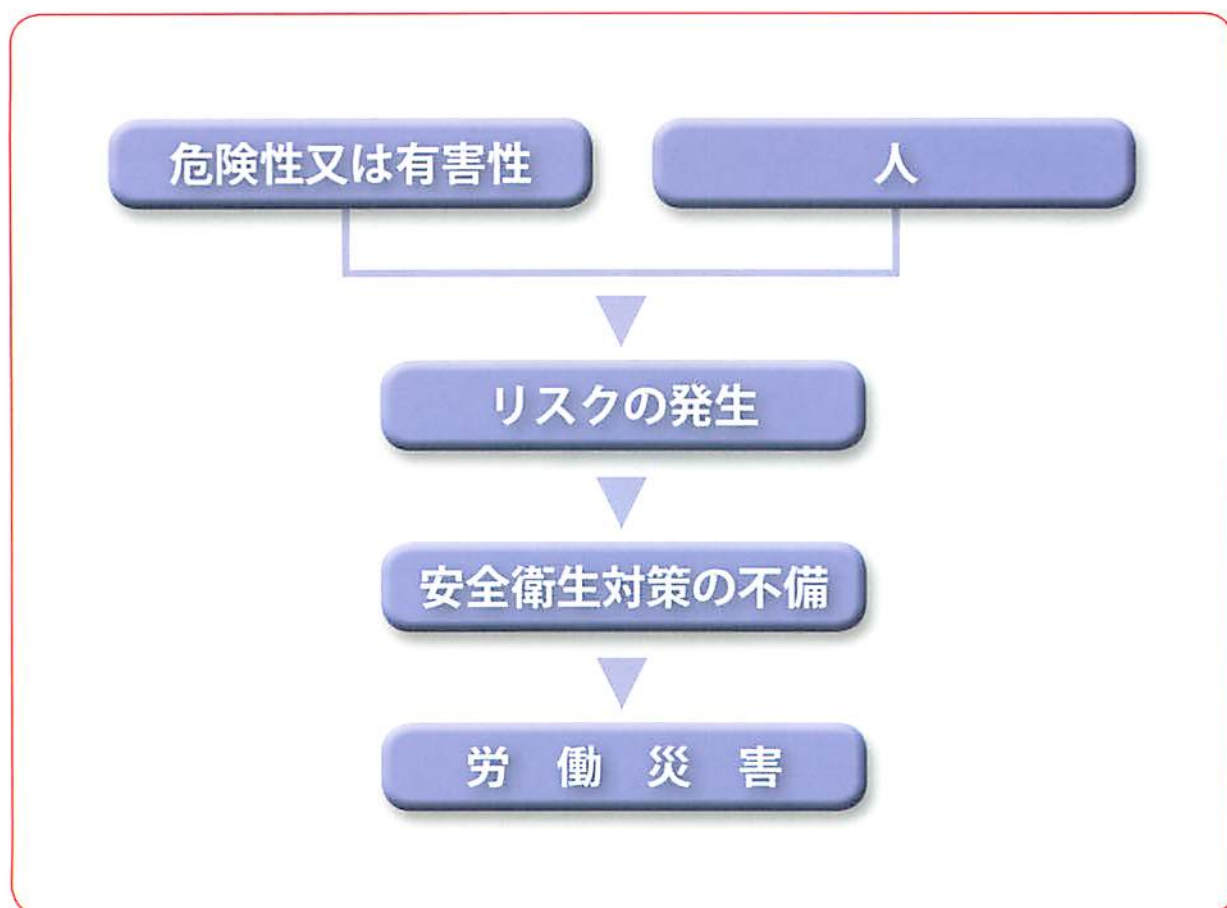 危険性又は有害性
人
リスクの発生
安全衛生対策の不備
労 働 災 害